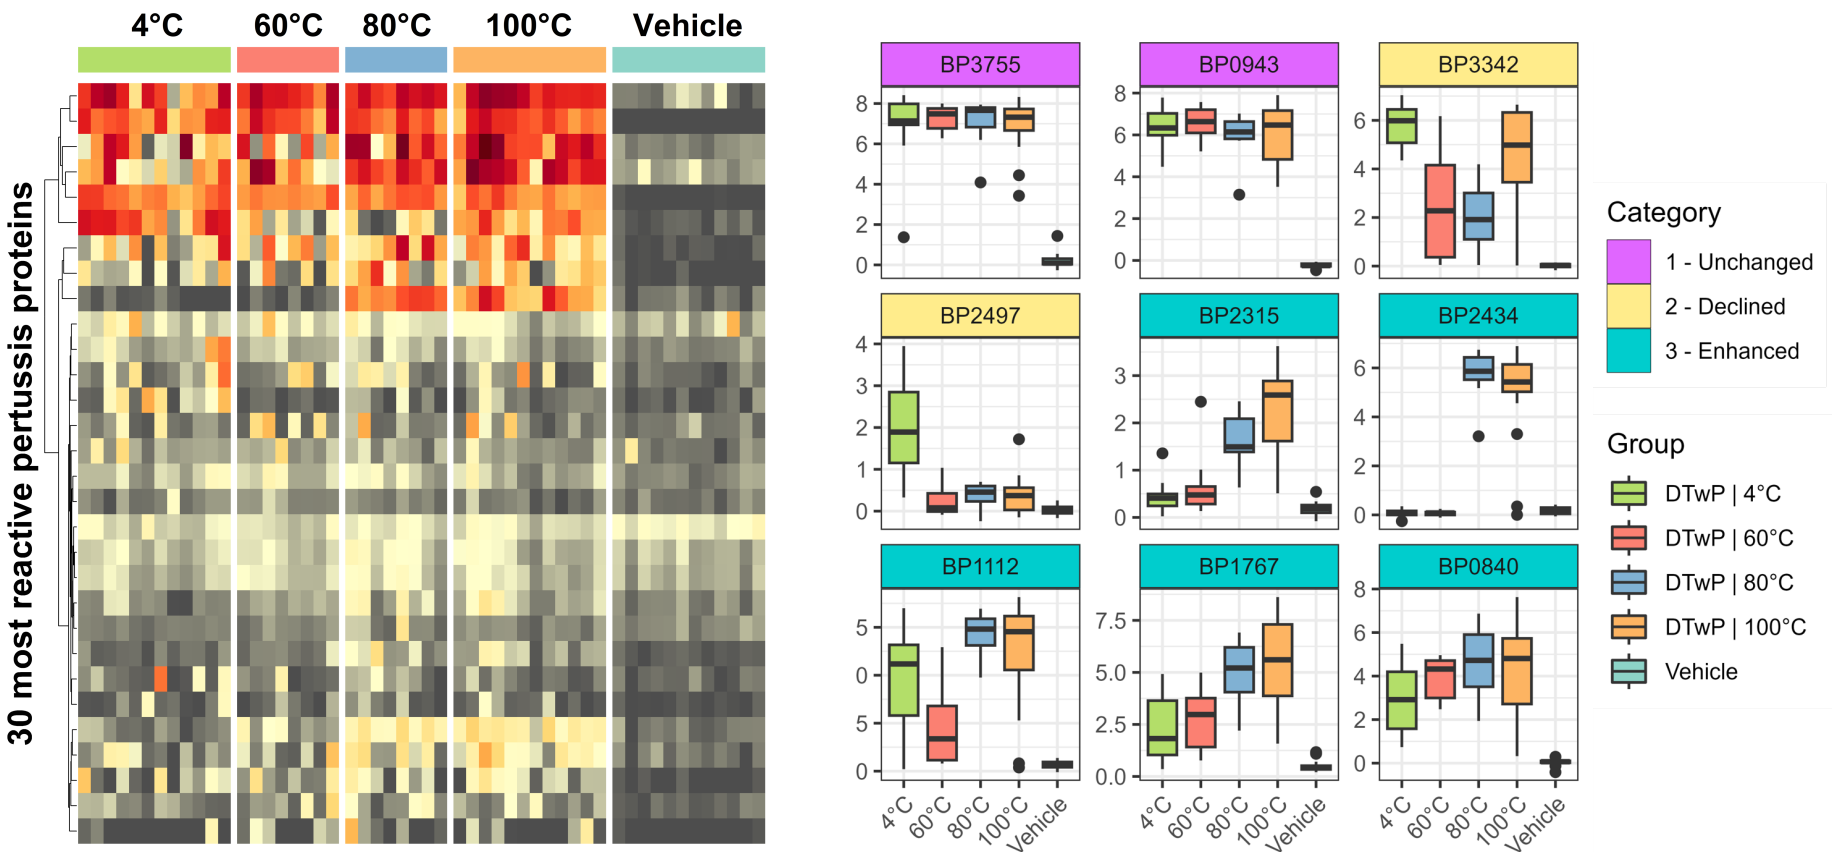 4°C 60°C 80°C 100°C Vehicle
30 most reactive pertussis proteins
BP3755
8
6
4
2
0
BP0943
8
6
4
2
0
BP3342
6
4
2
0
BP2497
4
3
2
1
0
BP2315
3
2
1
0
BP2434
6
4
2
0
BP1112
5
0
5
0
4°C 60°C 80°C 100°C Vehicle
BP1767
7.5
5.0
2.5
0.0
4°C 60°C 80°C 100°C Vehicle
BP0840
8
6
4
2
0
4°C 60°C 80°C 100°C Vehicle
Category
1 - Unchanged
2 - Declined
3 - Enhanced
Group
DTwP | 4°C
DTwP | 60°C
DTwP | 80°C
DTwP | 100°C
Vehicle